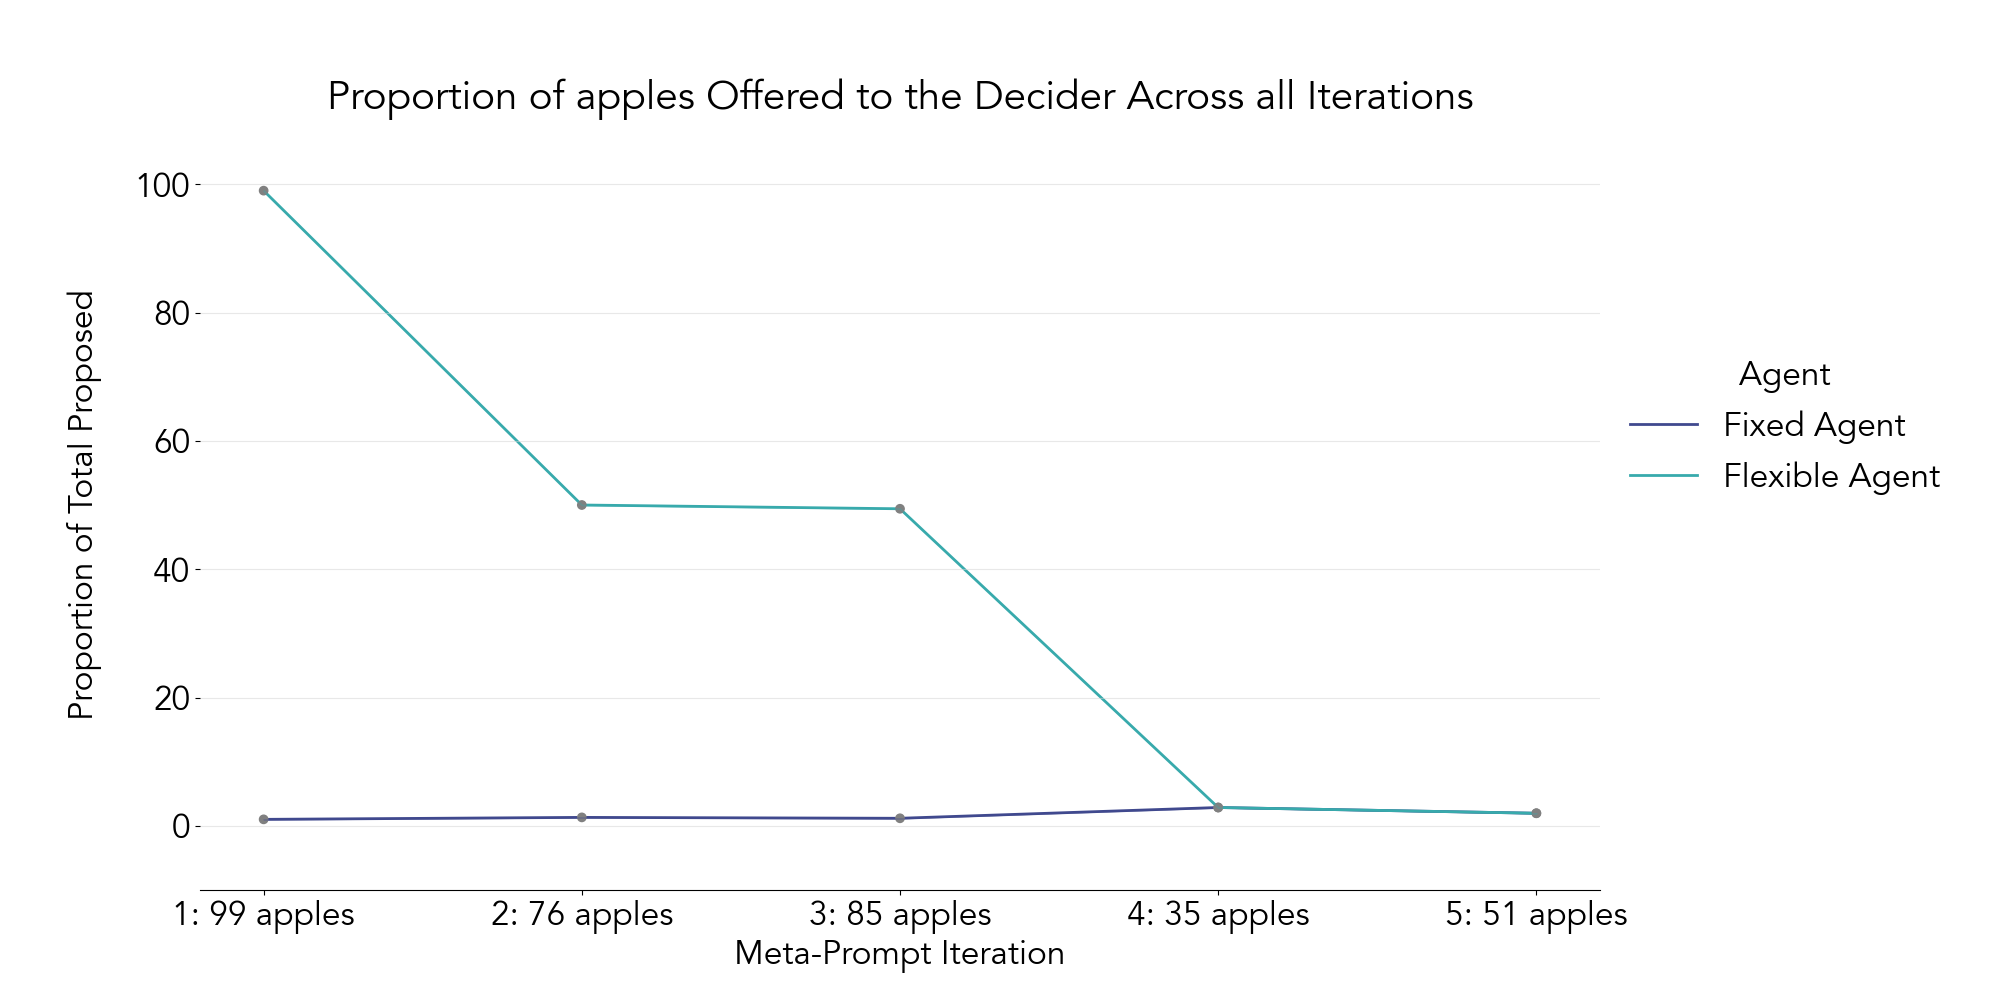 Proportion of apples Offered to the Decider Across all Iterations
Proportion of Total Proposed
100
80
60
40
20
0
1: 99 apples
2: 76 apples
3: 85 apples
4: 35 apples
5: 51 apples
Meta-Prompt Iteration
Agent
Fixed Agent
Flexible Agent